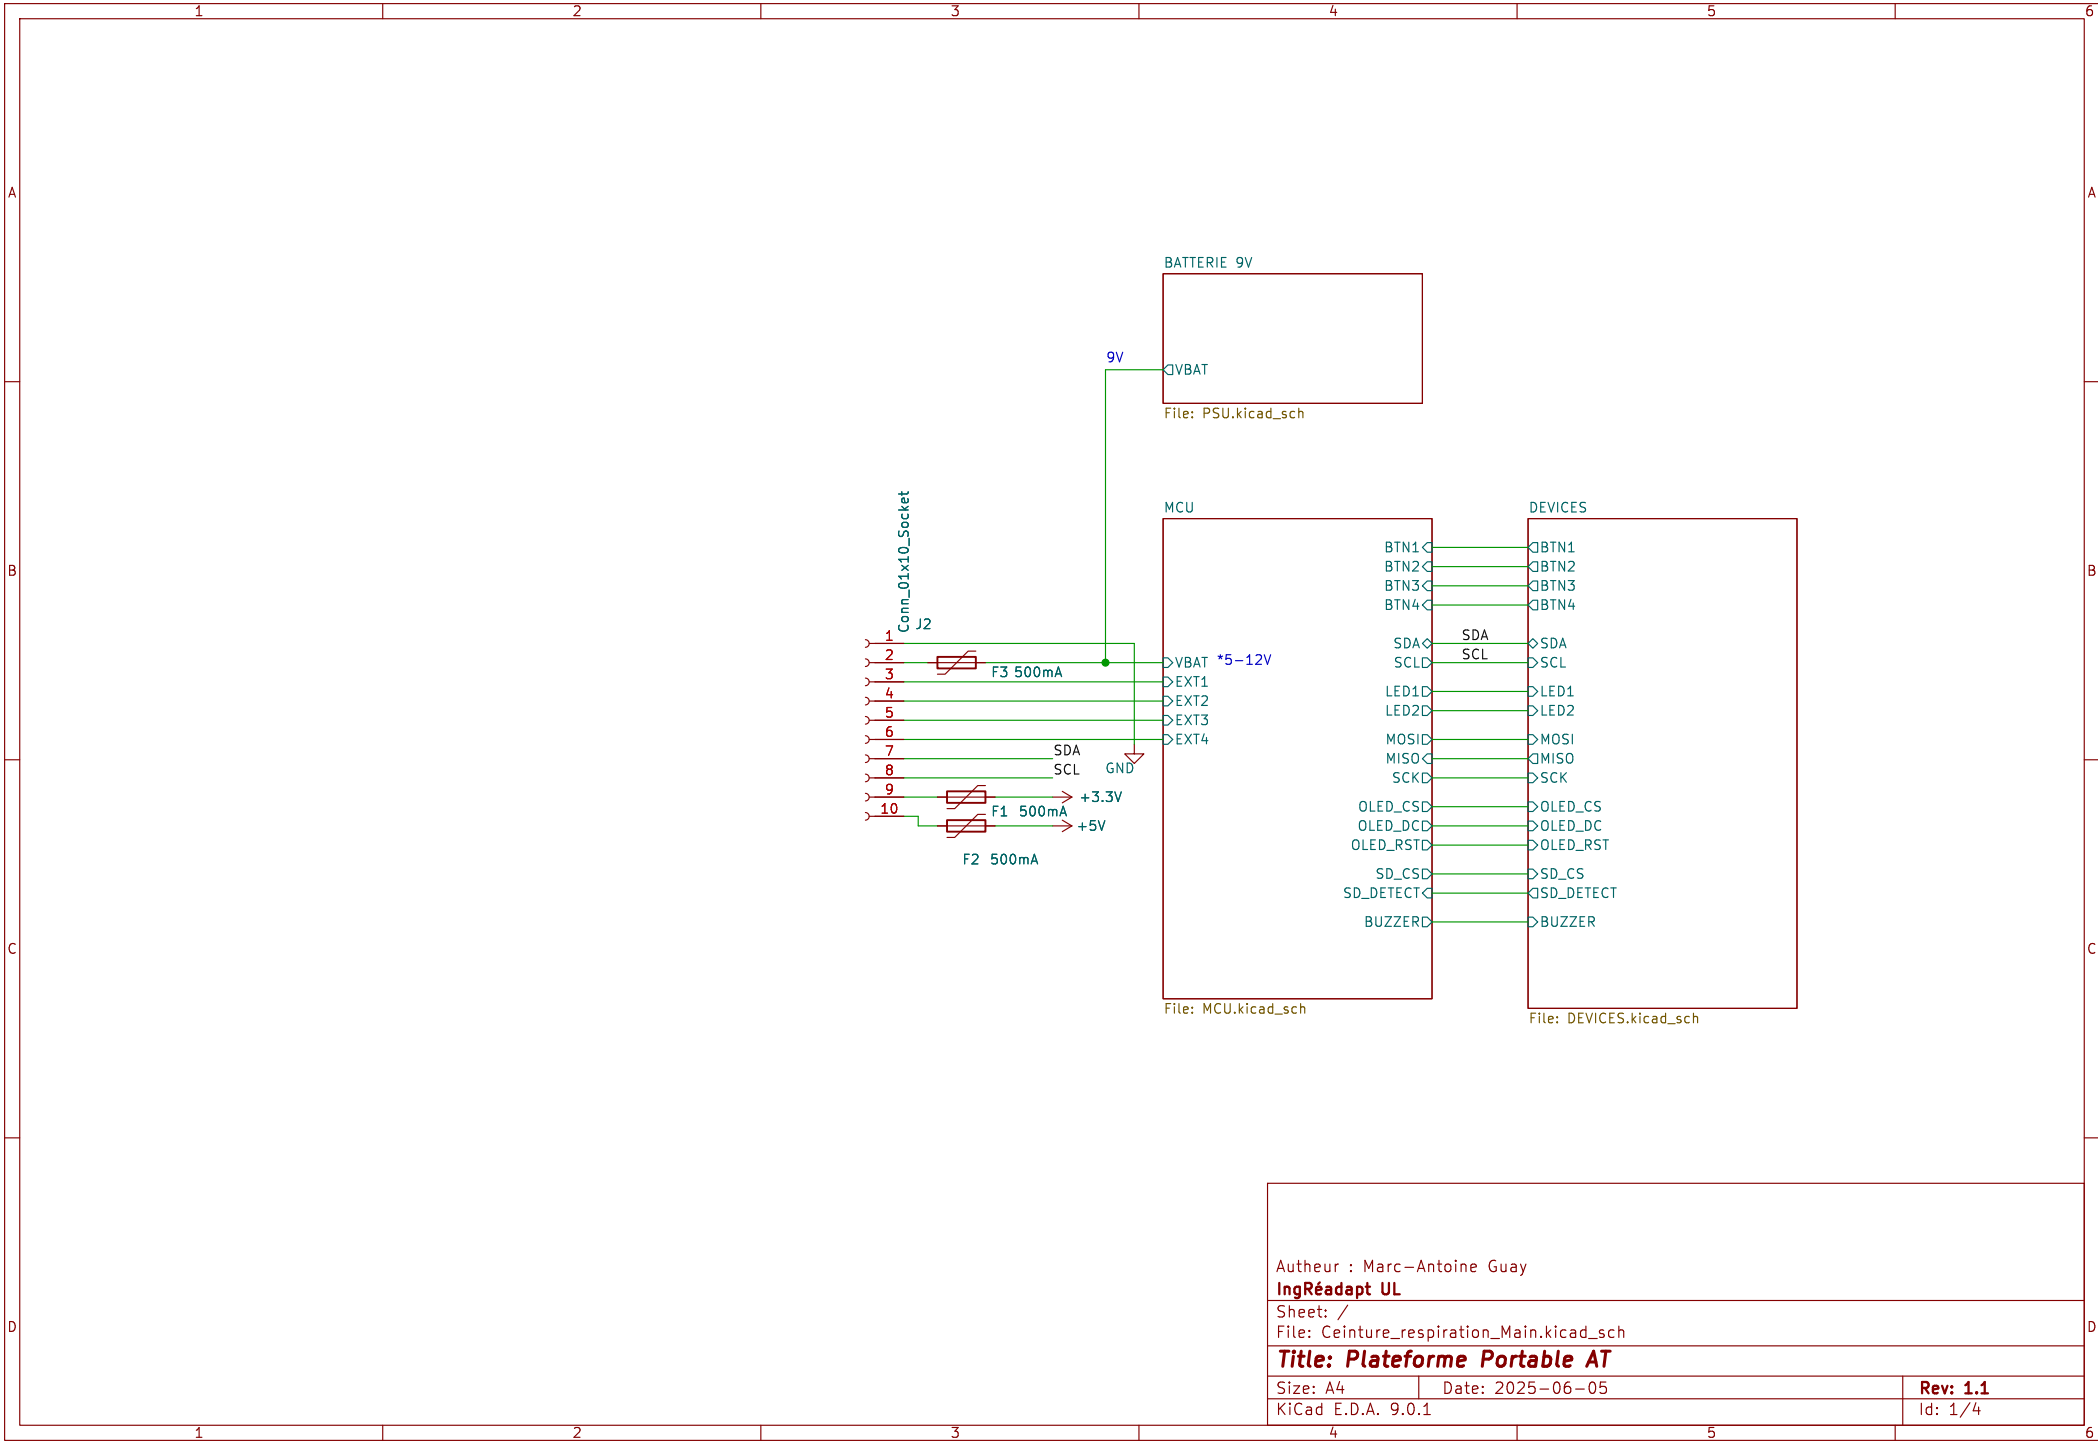 1 2 3 4 5 6
A A
BATTERIE 9V
9V
VBAT
File: PSU.kicad_sch
B B
Conn_01x10_Socket
J2
1
2
3
4
5
6
7
8
9
10
F3 500mA
SDA
SCL
GND
F1 500mA
+3.3V
+5V
F2 500mA
MCU
VBAT *5-12V
EXT1
EXT2
EXT3
EXT4
BTN1
BTN2
BTN3
BTN4
SDA
SCL
LED1
LED2
MOSI
MISO
SCK
OLED_CS
OLED_DC
OLED_RST
SD_CS
SD_DETECT
BUZZER
File: MCU.kicad_sch
SDA
SCL
DEVICES
BTN1
BTN2
BTN3
BTN4
SDA
SCL
LED1
LED2
MOSI
MISO
SCK
OLED_CS
OLED_DC
OLED_RST
SD_CS
SD_DETECT
BUZZER
File: DEVICES.kicad_sch
C C
D D
Autheur : Marc-Antoine Guay
IngRéadapt UL
Sheet: /
File: Ceinture_respiration_Main.kicad_sch
Title: Plateforme Portable AT
Size: A4 Date: 2025-06-05 Rev: 1.1
KiCad E.D.A. 9.0.1 Id: 1/4
1 2 3 4 5 6